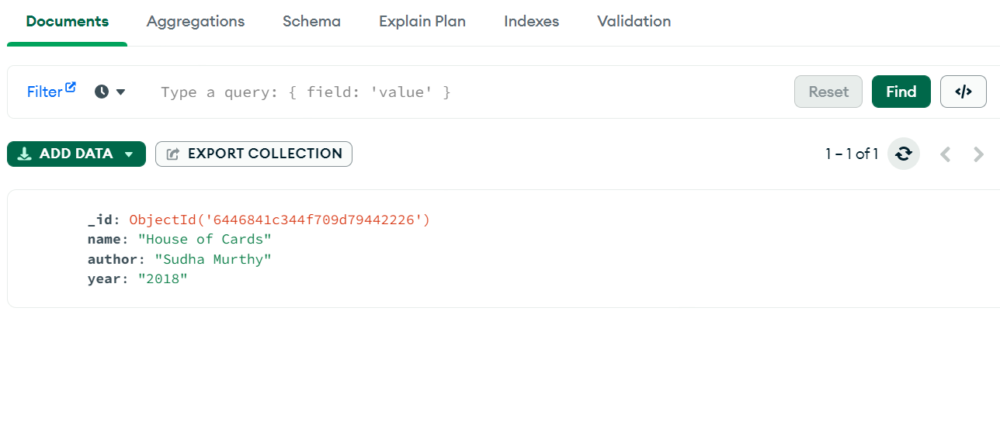 Documents Aggregations Schema Explain Plan Indexes Validation
Filter Type a query: { field: 'value' } Reset Find </>
ADD DATA EXPORT COLLECTION 1 – 1 of 1
_id: ObjectId('6446841c344f709d79442226')
name: "House of Cards"
author: "Sudha Murthy"
year: "2018"